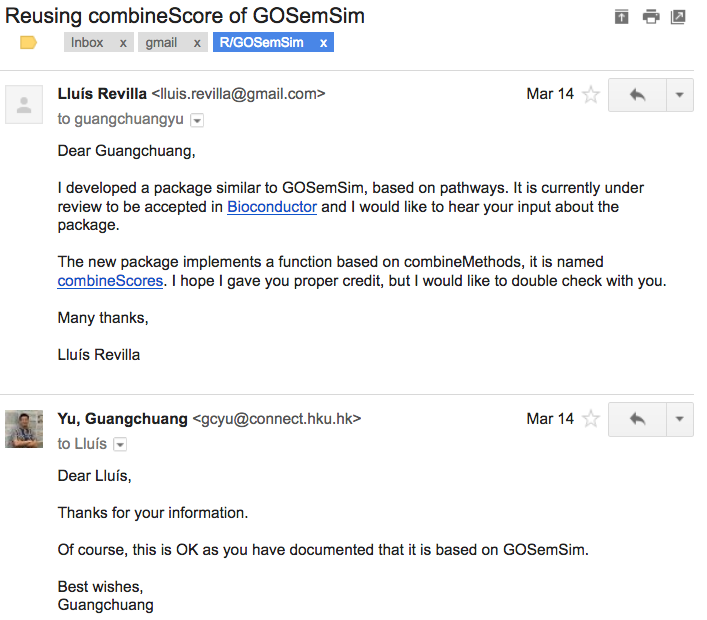 Reusing combineScore of GOSemSim
Inbox x gmail x R/GOSemSim x
Lluís Revilla <lluis.revilla@gmail.com> Mar 14
to guangchuangyu
Dear Guangchuang,
I developed a package similar to GOSemSim, based on pathways. It is currently under
review to be accepted in Bioconductor and I would like to hear your input about the
package.
The new package implements a function based on combineMethods, it is named
combineScores. I hope I gave you proper credit, but I would like to double check with you.
Many thanks,
Lluís Revilla
Yu, Guangchuang <gcyu@connect.hku.hk> Mar 14
to Lluís
Dear Lluís,
Thanks for your information.
Of course, this is OK as you have documented that it is based on GOSemSim.
Best wishes,
Guangchuang